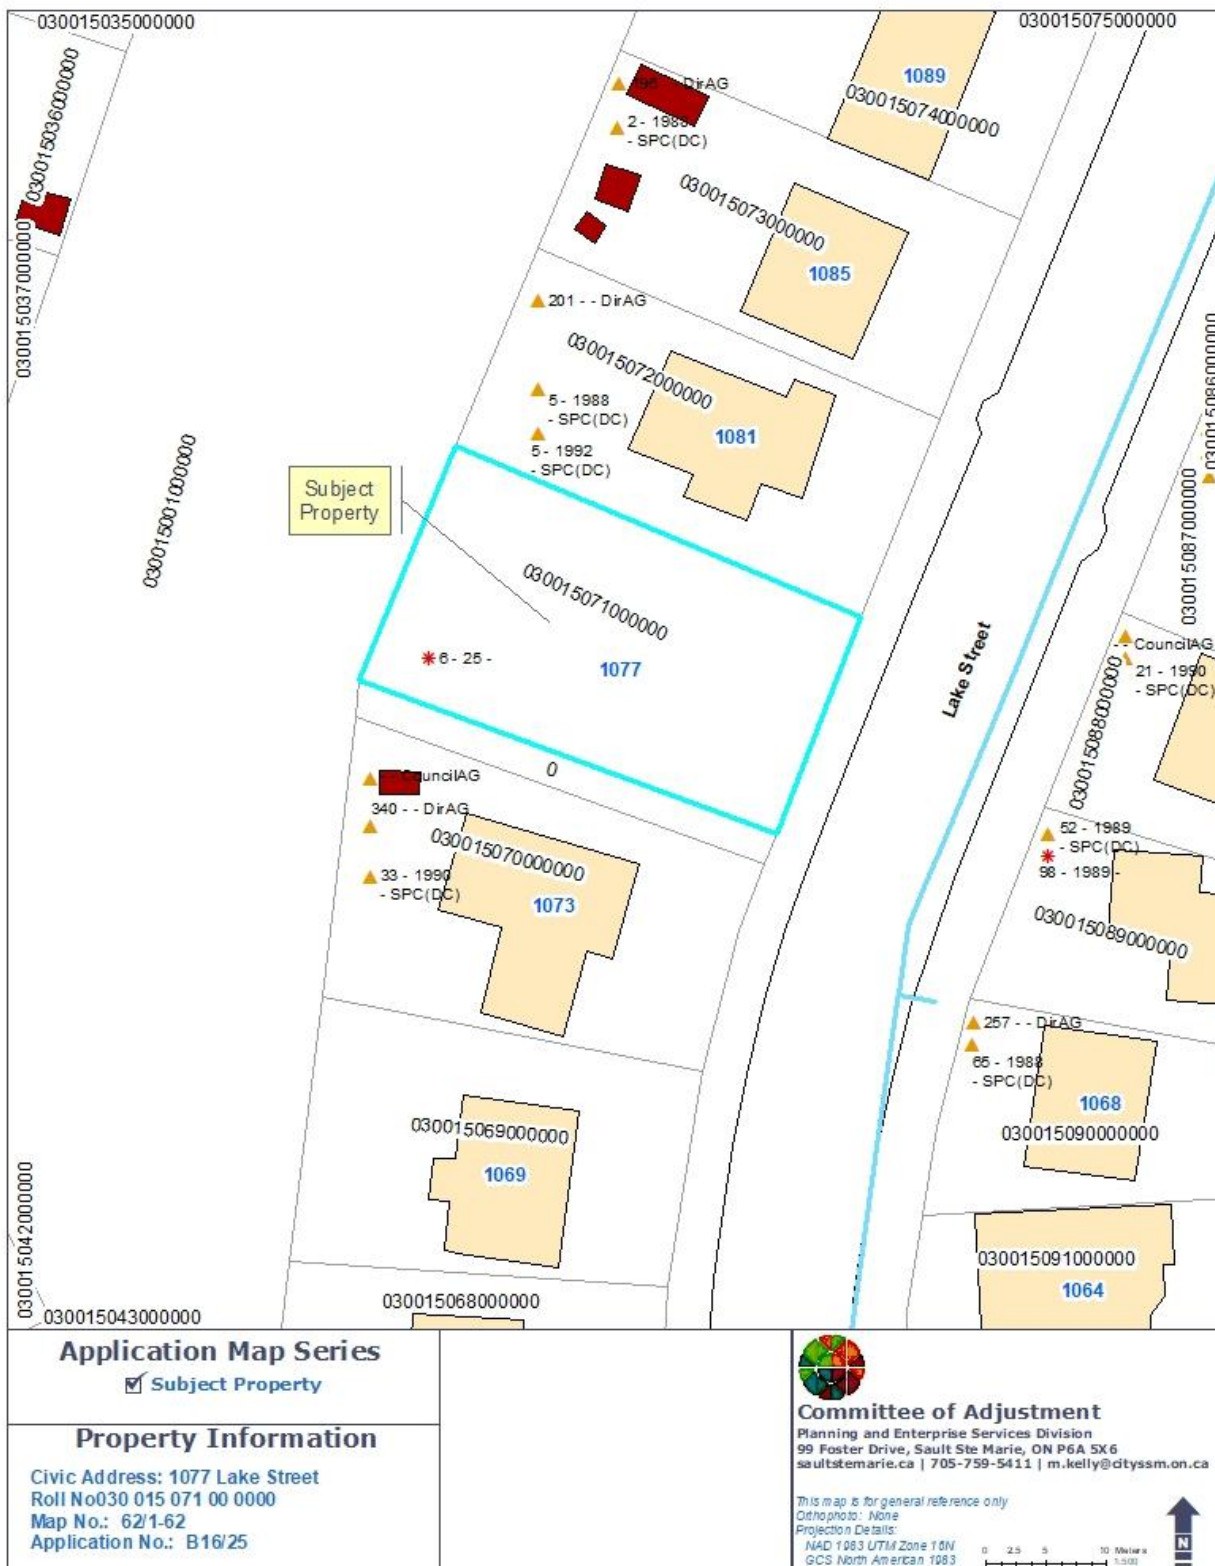 030015035000000
030015075000000
030015036000000
1089
030015074000000
DirAG
2 - 1988
- SPC(DC)
030015073000000
1085
030015037000000
201 - - DirAG
030015072000000
5 - 1988
- SPC(DC)
1081
5 - 1992
- SPC(DC)
030015086000000
Subject
Property
030015001000000
030015087000000
030015071000000
6 - 25 -
1077
Lake Street
- - CouncilAG
21 - 1990
- SPC(DC)
030015088000000
0
CouncilAG
340 - - DirAG
030015070000000
33 - 1990
- SPC(DC)
1073
52 - 1989
- SPC(DC)
98 - 1989 -
030015089000000
257 - - DirAG
65 - 1988
- SPC(DC)
1068
030015090000000
030015069000000
1069
030015042000000
030015091000000
1064
030015068000000
030015043000000
Application Map Series
Subject Property
Property Information
Civic Address: 1077 Lake Street
Roll No030 015 071 00 0000
Map No.: 62/1-62
Application No.: B16/25
Committee of Adjustment
Planning and Enterprise Services Division
99 Foster Drive, Sault Ste Marie, ON P6A 5X6
saultstemarie.ca | 705-759-5411 | m.kelly@cityssm.on.ca
This map is for general reference only
Orthophoto: None
Projection Details:
NAD 1983 UTM Zone 16N
GCS North American 1983
0 2.5 5 10 Meters
1:500
N